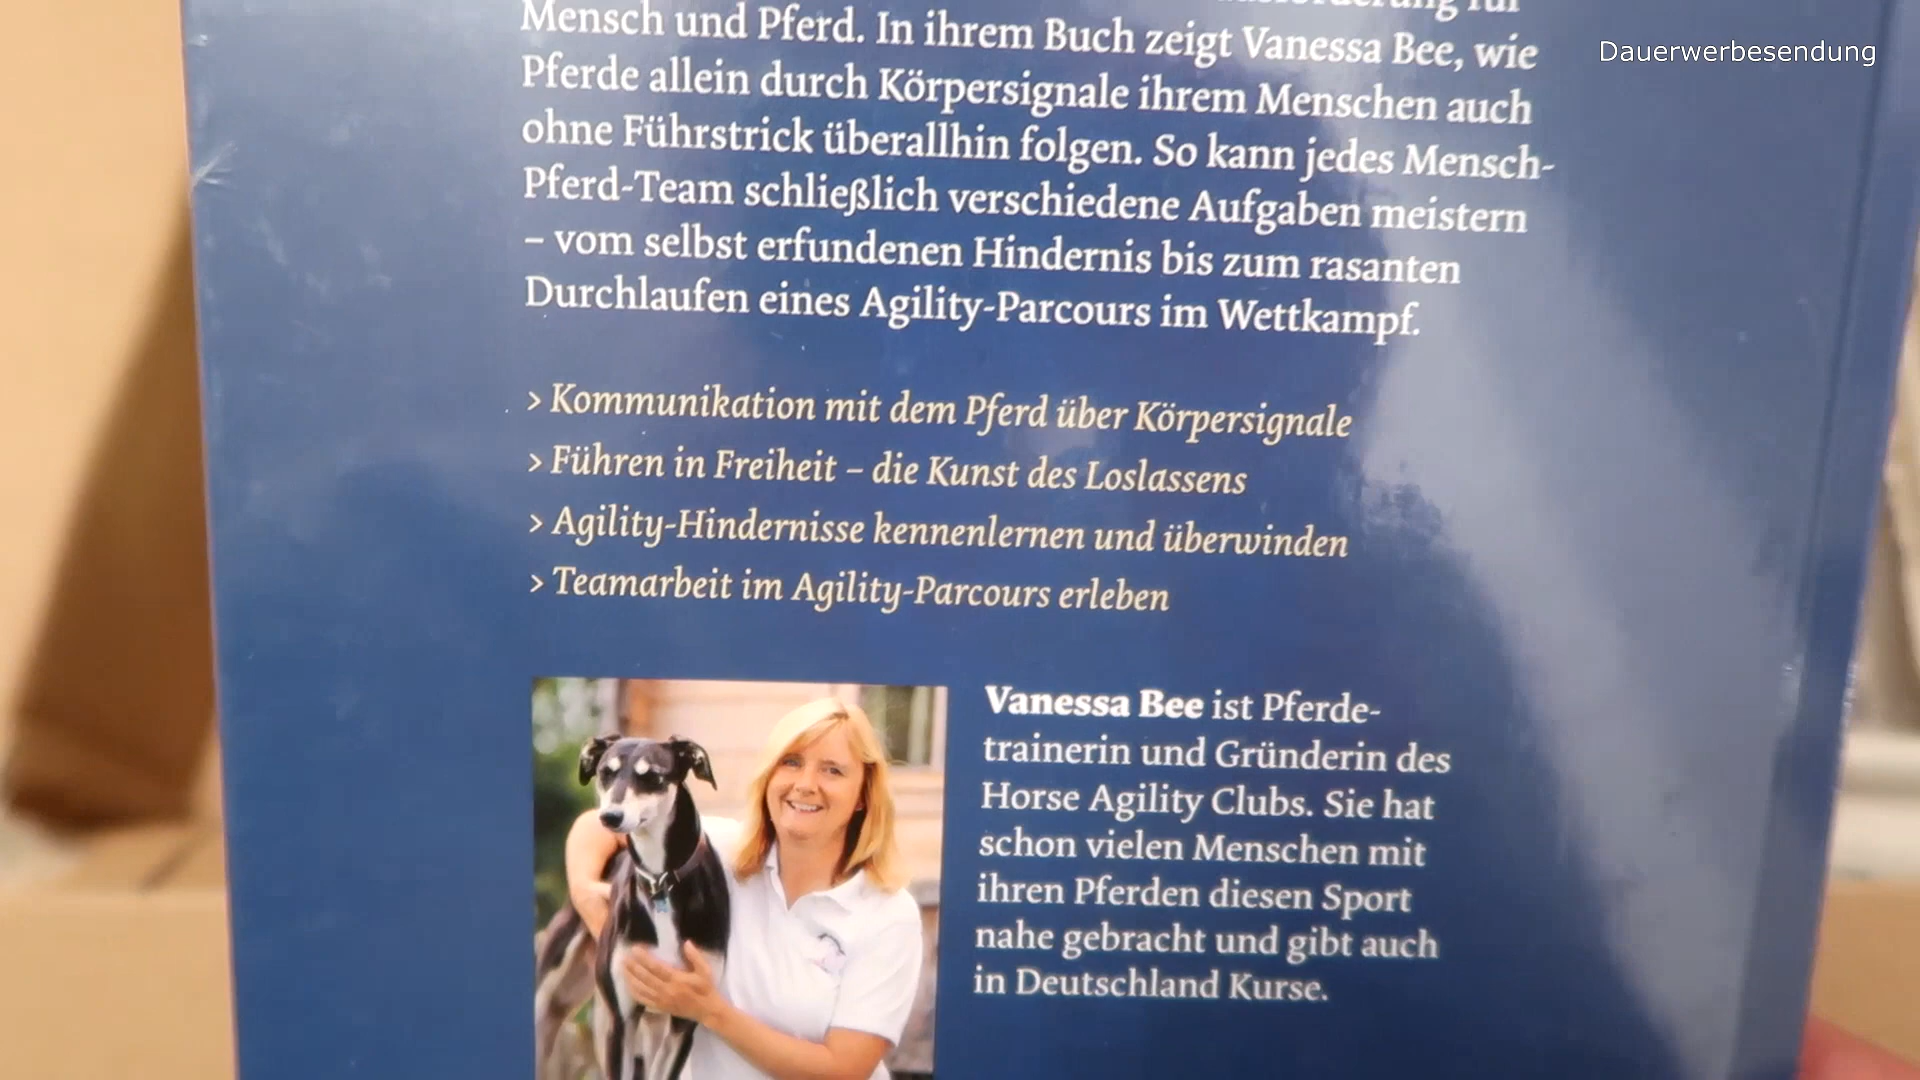 für
Mensch und Pferd. In ihrem Buch zeigt Vanessa Bee, wie
Pferde allein durch Körpersignale ihrem Menschen auch
ohne Führstrick überallhin folgen. So kann jedes Mensch-
Pferd-Team schließlich verschiedene Aufgaben meistern
– vom selbst erfundenen Hindernis bis zum rasanten
Durchlaufen eines Agility-Parcours im Wettkampf.
> Kommunikation mit dem Pferd über Körpersignale
> Führen in Freiheit – die Kunst des Loslassens
> Agility-Hindernisse kennenlernen und überwinden
> Teamarbeit im Agility-Parcours erleben
Vanessa Bee ist Pferde-
trainerin und Gründerin des
Horse Agility Clubs. Sie hat
schon vielen Menschen mit
ihren Pferden diesen Sport
nahe gebracht und gibt auch
in Deutschland Kurse.
Dauerwerbesendung